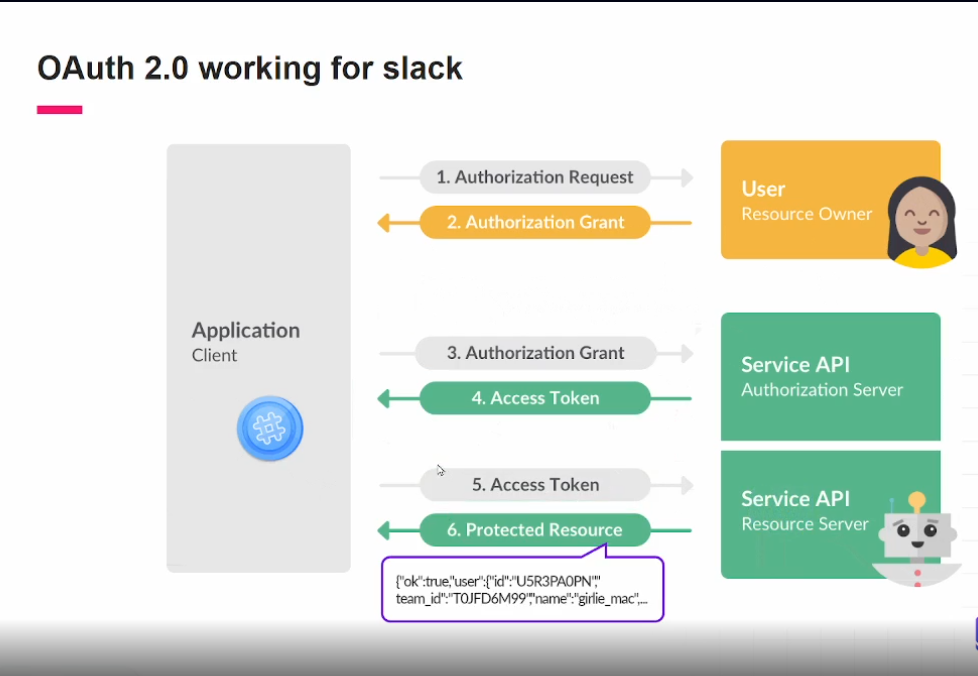 OAuth 2.0 working for slack
1. Authorization Request
2. Authorization Grant
User
Resource Owner
Application
Client
3. Authorization Grant
4. Access Token
Service API
Authorization Server
5. Access Token
6. Protected Resource
Service API
Resource Server
{"ok":true,"user":{"id":"U5R3PA0PN","
team_id":"T0JFD6M99","name":"girlie_mac",...